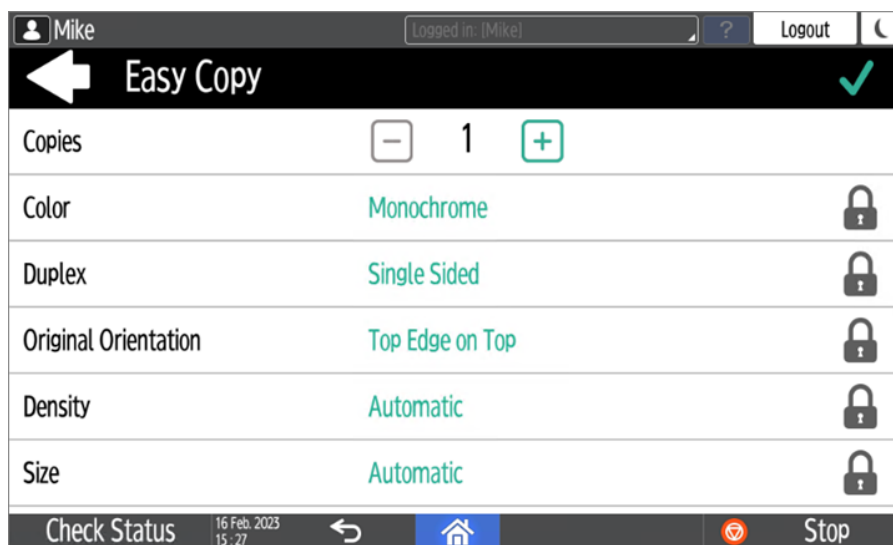 Mike
Logged in: [Mike]
?
Logout
Easy Copy
Copies
1
Color
Monochrome
Duplex
Single Sided
Original Orientation
Top Edge on Top
Density
Automatic
Size
Automatic
Check Status
16 Feb. 2023
15 : 27
Stop